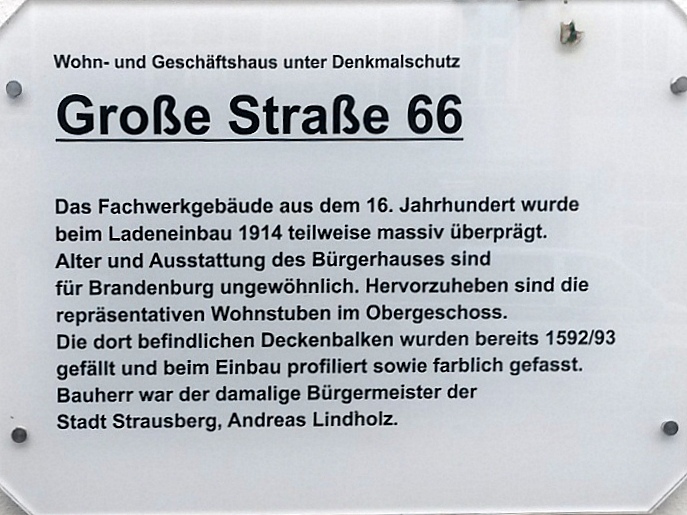 Wohn- und Geschäftshaus unter Denkmalschutz
Große Straße 66
Das Fachwerkgebäude aus dem 16. Jahrhundert wurde
beim Ladeneinbau 1914 teilweise massiv überprägt.
Alter und Ausstattung des Bürgerhauses sind
für Brandenburg ungewöhnlich. Hervorzuheben sind die
repräsentativen Wohnstuben im Obergeschoss.
Die dort befindlichen Deckenbalken wurden bereits 1592/93
gefällt und beim Einbau profiliert sowie farblich gefasst.
Bauherr war der damalige Bürgermeister der
Stadt Strausberg, Andreas Lindholz.